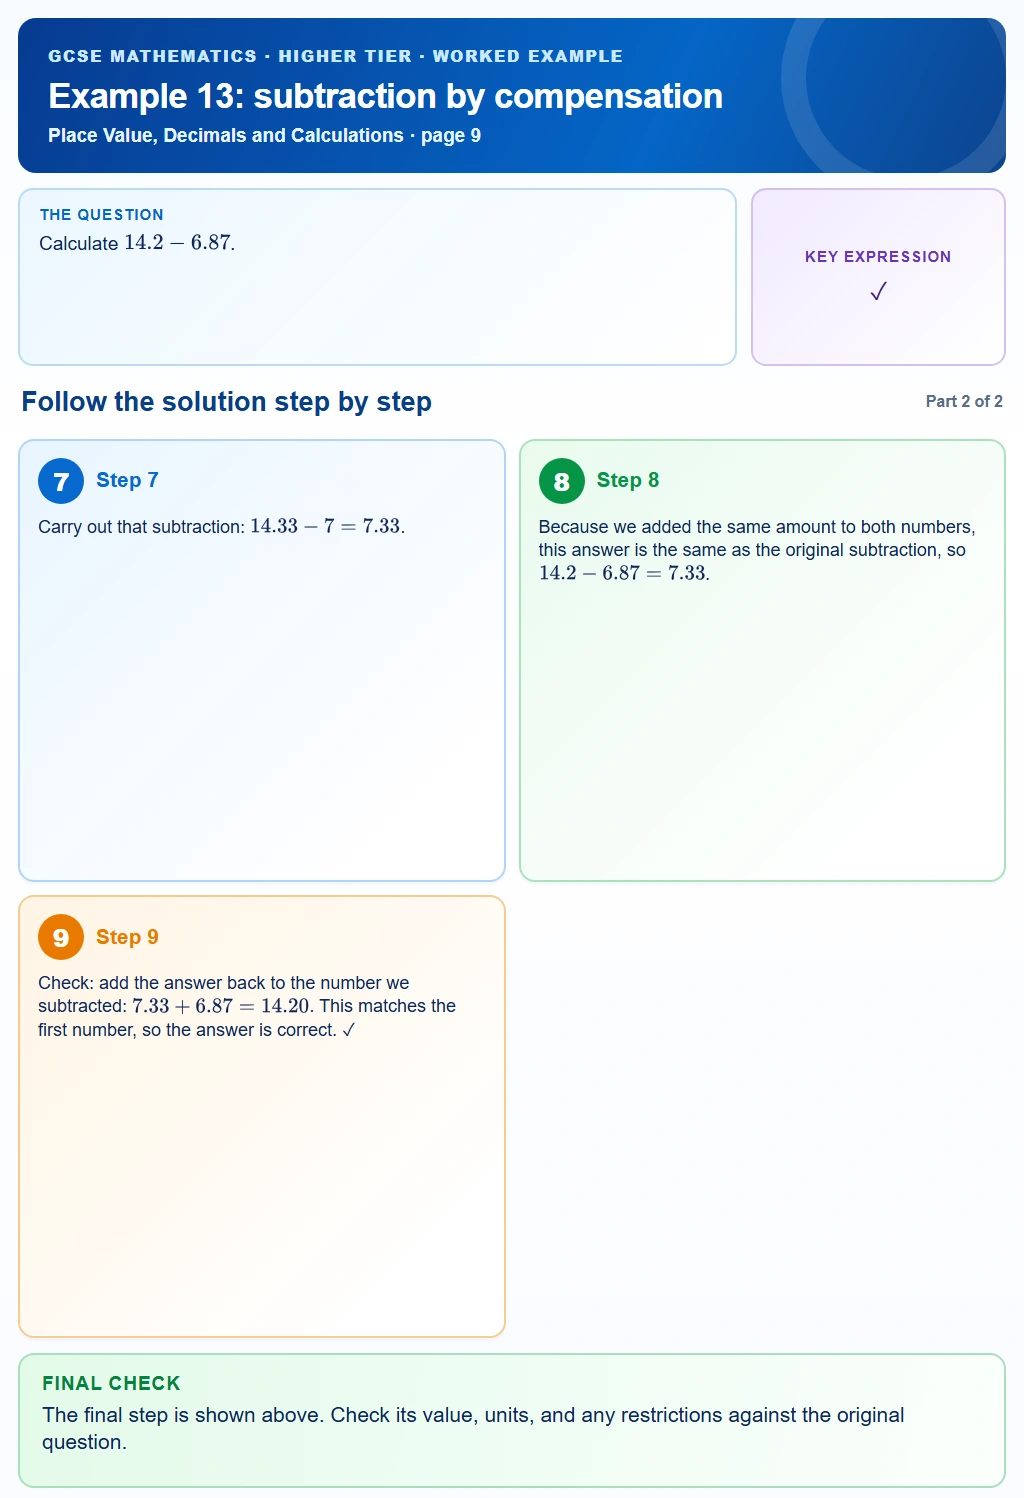 GCSE MATHEMATICS · HIGHER TIER · WORKED EXAMPLE
Example 13: subtraction by compensation
Place Value, Decimals and Calculations · page 9
THE QUESTION
Calculate 14.2 − 6.87.
KEY EXPRESSION
✓
Follow the solution step by step
Part 2 of 2
7 Step 7
Carry out that subtraction: 14.33 − 7 = 7.33.
8 Step 8
Because we added the same amount to both numbers,
this answer is the same as the original subtraction, so
14.2 − 6.87 = 7.33.
9 Step 9
Check: add the answer back to the number we
subtracted: 7.33 + 6.87 = 14.20. This matches the
first number, so the answer is correct. ✓
FINAL CHECK
The final step is shown above. Check its value, units, and any restrictions against the original
question.